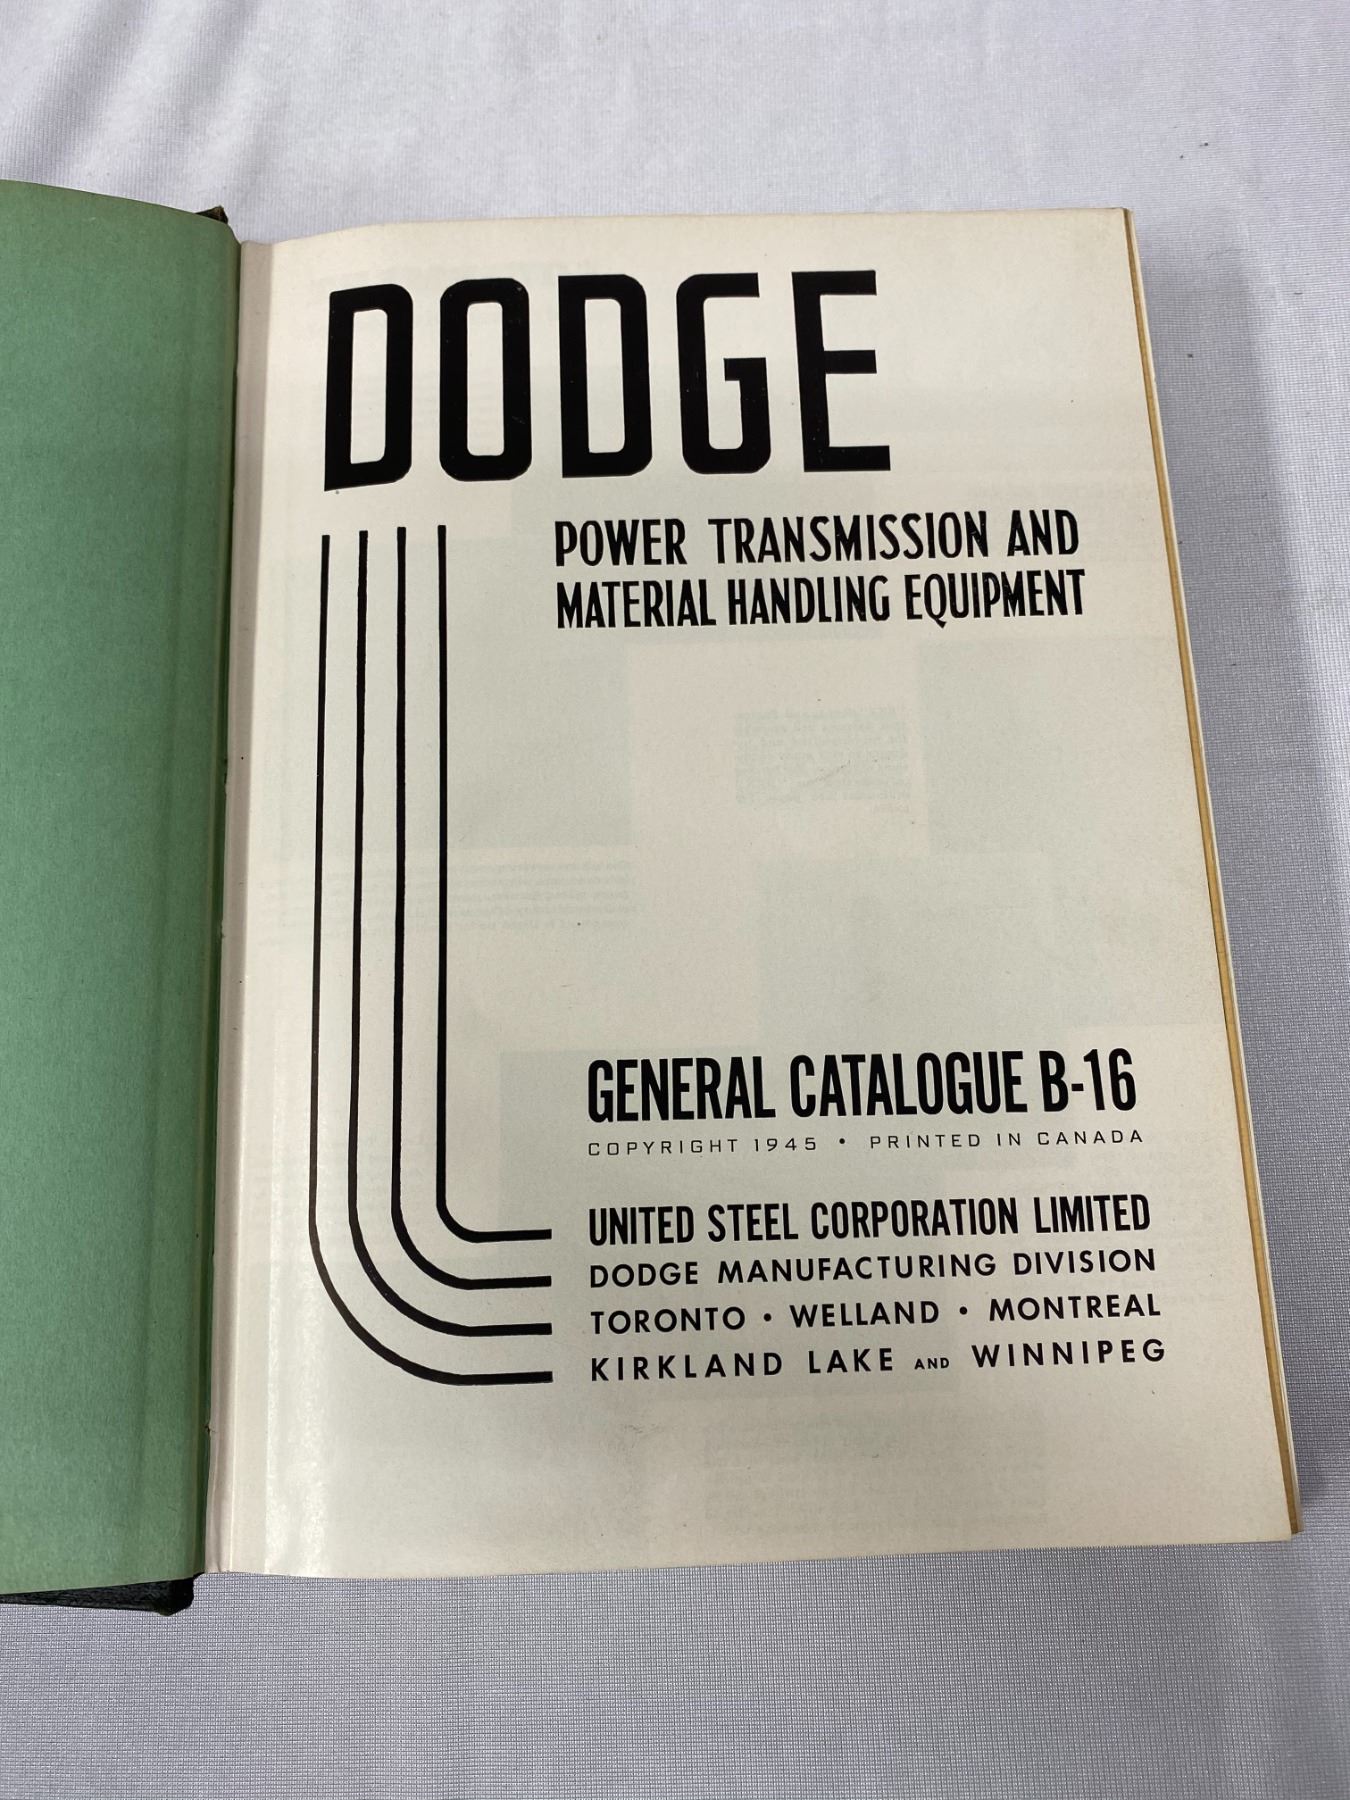 DODGE
POWER TRANSMISSION AND
MATERIAL HANDLING EQUIPMENT
GENERAL CATALOGUE B-16
COPYRIGHT 1945 • PRINTED IN CANADA
UNITED STEEL CORPORATION LIMITED
DODGE MANUFACTURING DIVISION
TORONTO • WELLAND • MONTREAL
KIRKLAND LAKE AND WINNIPEG